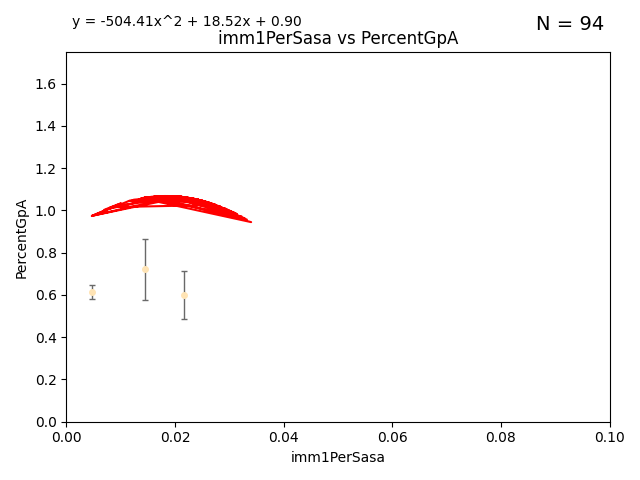 y = -504.41x^2 + 18.52x + 0.90
N = 94
imm1PerSasa vs PercentGpA
1.6
1.4
1.2
1.0
0.8
0.6
0.4
0.2
0.0
PercentGpA
0.00 0.02 0.04 0.06 0.08 0.10
imm1PerSasa